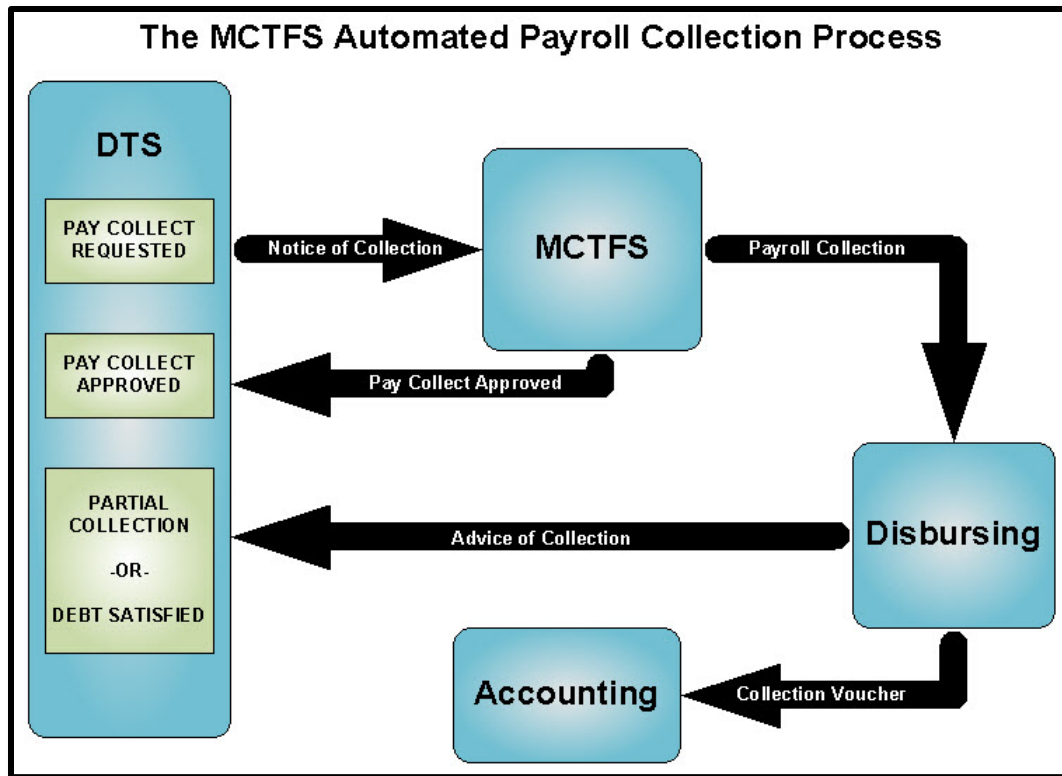 The MCTFS Automated Payroll Collection Process
DTS
PAY COLLECT
REQUESTED
Notice of Collection
MCTFS
Payroll Collection
PAY COLLECT
APPROVED
Pay Collect Approved
PARTIAL
COLLECTION
-OR-
DEBT SATISFIED
Advice of Collection
Disbursing
Accounting
Collection Voucher